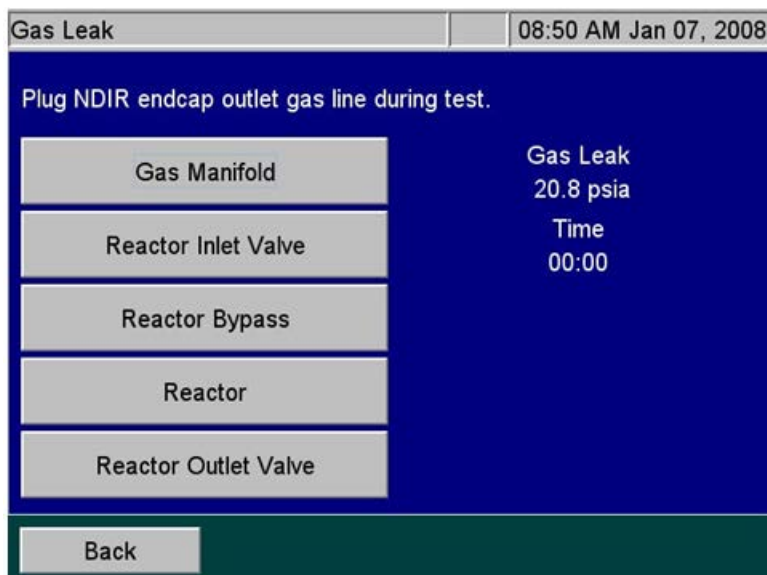 Gas Leak
08:50 AM Jan 07, 2008
Plug NDIR endcap outlet gas line during test.
Gas Manifold
Reactor Inlet Valve
Reactor Bypass
Reactor
Reactor Outlet Valve
Gas Leak
20.8 psia
Time
00:00
Back